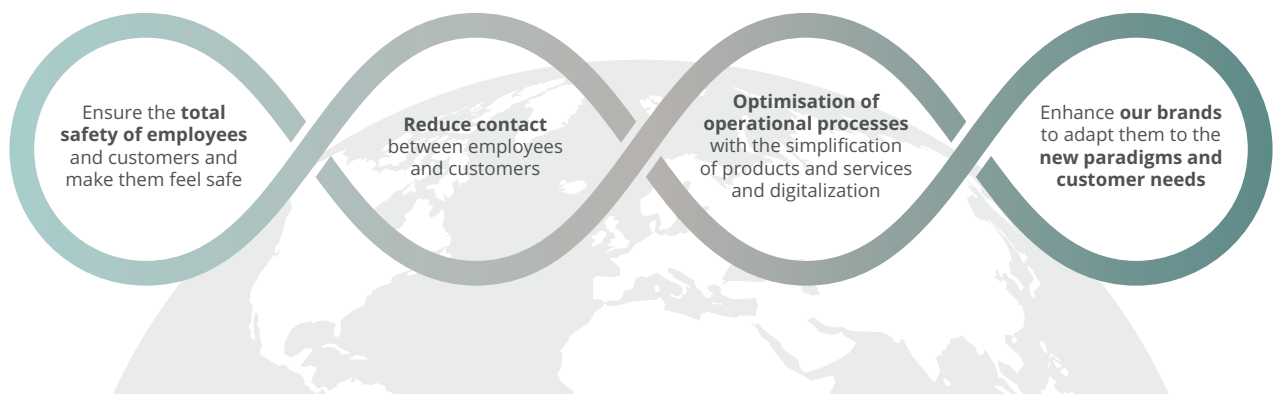 Ensure the total
safety of employees
and customers and
make them feel safe
Reduce contact
between employees
and customers
Optimisation of
operational processes
with the simplification
of products and services
and digitalization
Enhance our brands
to adapt them to the
new paradigms and
customer needs